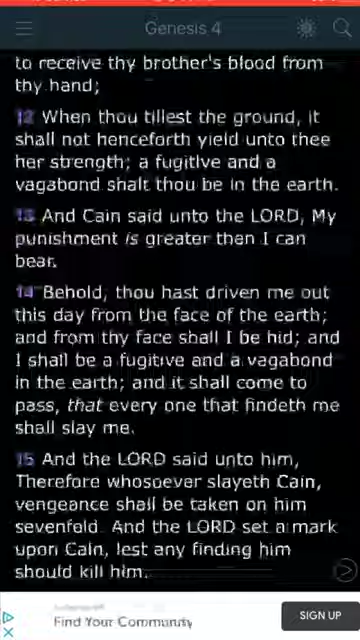 Genesis 4
to receive thy brother's blood from
thy hand;
12 When thou tillest the ground, it
shall not henceforth yield unto thee
her strength; a fugitive and a
vagabond shalt thou be in the earth.
13 And Cain said unto the LORD, My
punishment is greater than I can
bear.
14 Behold, thou hast driven me out
this day from the face of the earth;
and from thy face shall I be hid; and
I shall be a fugitive and a vagabond
in the earth; and it shall come to
pass, that every one that findeth me
shall slay me.
15 And the LORD said unto him,
Therefore whosoever slayeth Cain,
vengeance shall be taken on him
sevenfold. And the LORD set a mark
upon Cain, lest any finding him
should kill him.
Find Your Community
SIGN UP